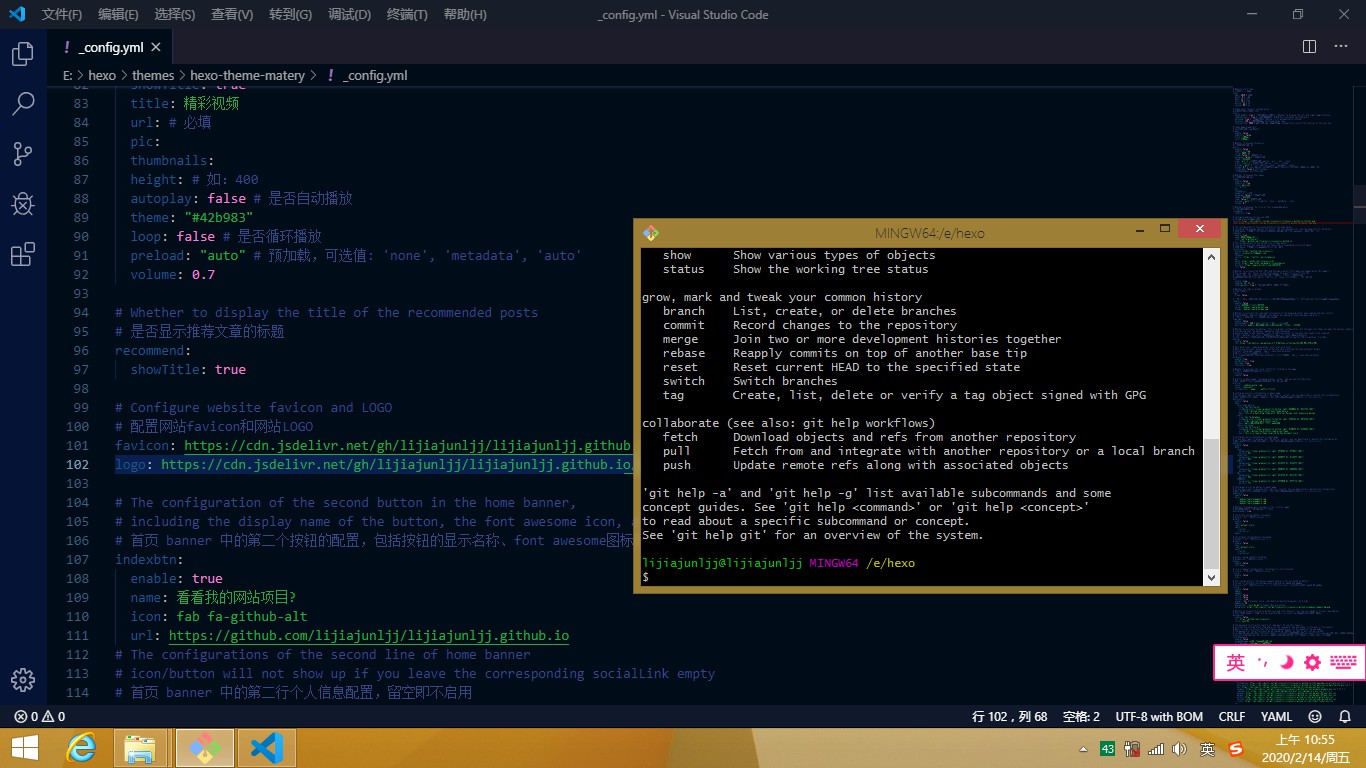 文件(F) 编辑(E) 选择(S) 查看(V) 转到(G) 调试(D) 终端(T) 帮助(H) _config.yml - Visual Studio Code
! _config.yml
E: > hexo > themes > hexo-theme-matery > ! _config.yml
82 showTitle: true
83 title: 精彩视频
84 url: # 必填
85 pic:
86 thumbnails:
87 height: # 如: 400
88 autoplay: false # 是否自动播放
89 theme: "#42b983"
90 loop: false # 是否循环播放
91 preload: "auto" # 预加载，可选值: 'none', 'metadata', 'auto'
92 volume: 0.7
93
94 # Whether to display the title of the recommended posts
95 # 是否显示推荐文章的标题
96 recommend:
97 showTitle: true
98
99 # Configure website favicon and LOGO
100 # 配置网站favicon和网站LOGO
101 favicon: https://cdn.jsdelivr.net/gh/lijiajunljj/lijiajunljj.github
102 logo: https://cdn.jsdelivr.net/gh/lijiajunljj/lijiajunljj.github.io
103
104 # The configuration of the second button in the home banner,
105 # including the display name of the button, the font awesome icon,
106 # 首页 banner 中的第二个按钮的配置，包括按钮的显示名称、font awesome图标
107 indexbtn:
108 enable: true
109 name: 看看我的网站项目?
110 icon: fab fa-github-alt
111 url: https://github.com/lijiajunljj/lijiajunljj.github.io
112 # The configurations of the second line of home banner
113 # icon/button will not show up if you leave the corresponding sociallink empty
114 # 首页 banner 中的第二行个人信息配置，留空即不启用
MINGW64:/e/hexo
show Show various types of objects
status Show the working tree status
grow, mark and tweak your common history
branch List, create, or delete branches
commit Record changes to the repository
merge Join two or more development histories together
rebase Reapply commits on top of another base tip
reset Reset current HEAD to the specified state
switch Switch branches
tag Create, list, delete or verify a tag object signed with GPG
collaborate (see also: git help workflows)
fetch Download objects and refs from another repository
pull Fetch from and integrate with another repository or a local branch
push Update remote refs along with associated objects
'git help -a' and 'git help -g' list available subcommands and some
concept guides. See 'git help <command>' or 'git help <concept>'
to read about a specific subcommand or concept.
See 'git help git' for an overview of the system.
lijiajunljj@lijiajunljj MINGW64 /e/hexo
$
英
0 0 行 102，列 68 空格: 2 UTF-8 with BOM CRLF YAML
43 英 上午 10:55
2020/2/14/周五